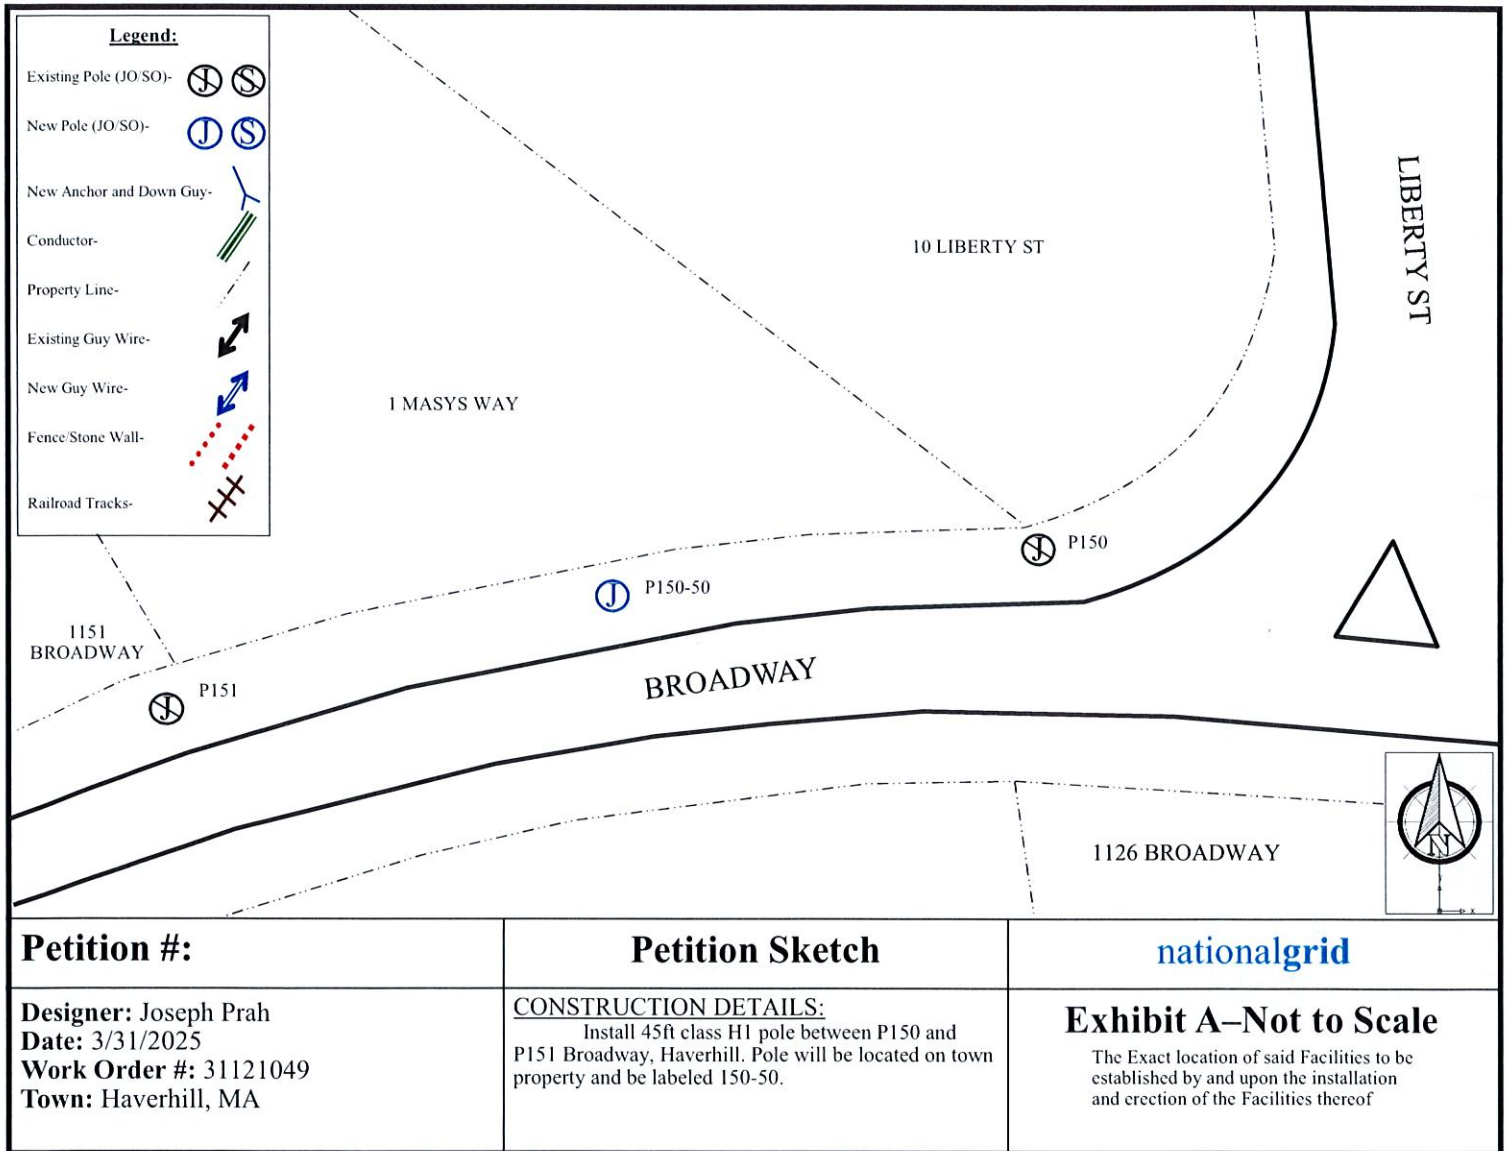 Legend:
Existing Pole (JO/SO)- J S
New Pole (JO/SO)- J S
New Anchor and Down Guy-
Conductor-
Property Line-
Existing Guy Wire-
New Guy Wire-
Fence/Stone Wall-
Railroad Tracks-
10 LIBERTY ST
LIBERTY ST
1 MASYS WAY
J P150
J P150-50
1151
BROADWAY
J P151
BROADWAY
1126 BROADWAY
N
X
Petition #:
Designer: Joseph Prah
Date: 3/31/2025
Work Order #: 31121049
Town: Haverhill, MA
Petition Sketch
CONSTRUCTION DETAILS:
Install 45ft class H1 pole between P150 and
P151 Broadway, Haverhill. Pole will be located on town
property and be labeled 150-50.
nationalgrid
Exhibit A–Not to Scale
The Exact location of said Facilities to be
established by and upon the installation
and erection of the Facilities thereof